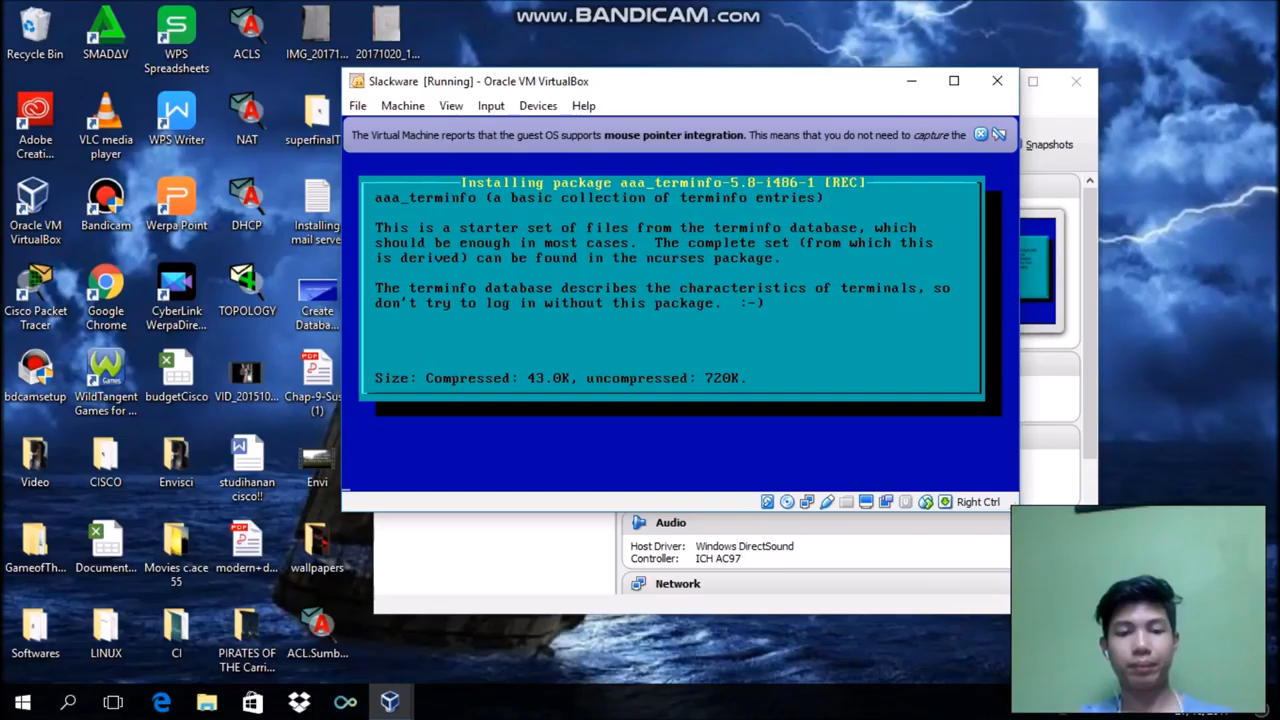 www.BANDICAM.com
Recycle Bin
SMADΔV
WPS
Spreadsheets
ACLS
IMG_20171...
20171020_1...
Adobe
Creati...
VLC media
player
WPS Writer
NAT
superfinalT...
Oracle VM
VirtualBox
Bandicam
Werpa Point
DHCP
Installing
mail serve...
Cisco Packet
Tracer
Google
Chrome
CyberLink
WerpaDire...
TOPOLOGY
Create
Databa...
bdcamsetup
WildTangent
Games for ...
budgetCisco
VID_201510...
Chap-9-Sus
(1)
Video
CISCO
Envisci
studihanan
cisco!!
Envi
GameofTh...
Document...
Movies c.ace
55
modern+d...
wallpapers
Softwares
LINUX
CI
PIRATES OF
THE Carri...
ACL.Sumb...
Slackware [Running] - Oracle VM VirtualBox
File Machine View Input Devices Help
The Virtual Machine reports that the guest OS supports mouse pointer integration. This means that you do not need to capture the
Snapshots
Installing package aaa_terminfo-5.8-i486-1 [REC]
aaa_terminfo (a basic collection of terminfo entries)
This is a starter set of files from the terminfo database, which
should be enough in most cases. The complete set (from which this
is derived) can be found in the ncurses package.
The terminfo database describes the characteristics of terminals, so
don't try to log in without this package. :-)
Size: Compressed: 43.0K, uncompressed: 720K.
Right Ctrl
Audio
Host Driver: Windows DirectSound
Controller: ICH AC97
Network